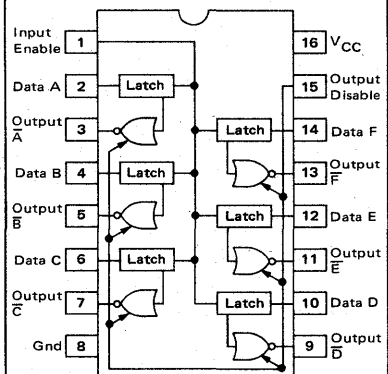 Input
Enable
1
16
VCC
Data A
2
Latch
15
Output
Disable
Output
A
3
Latch
14
Data F
Data B
4
Latch
13
Output
F
Output
B
5
Latch
12
Data E
Data C
6
Latch
11
Output
E
Output
C
7
Latch
10
Data D
Gnd
8
9
Output
D